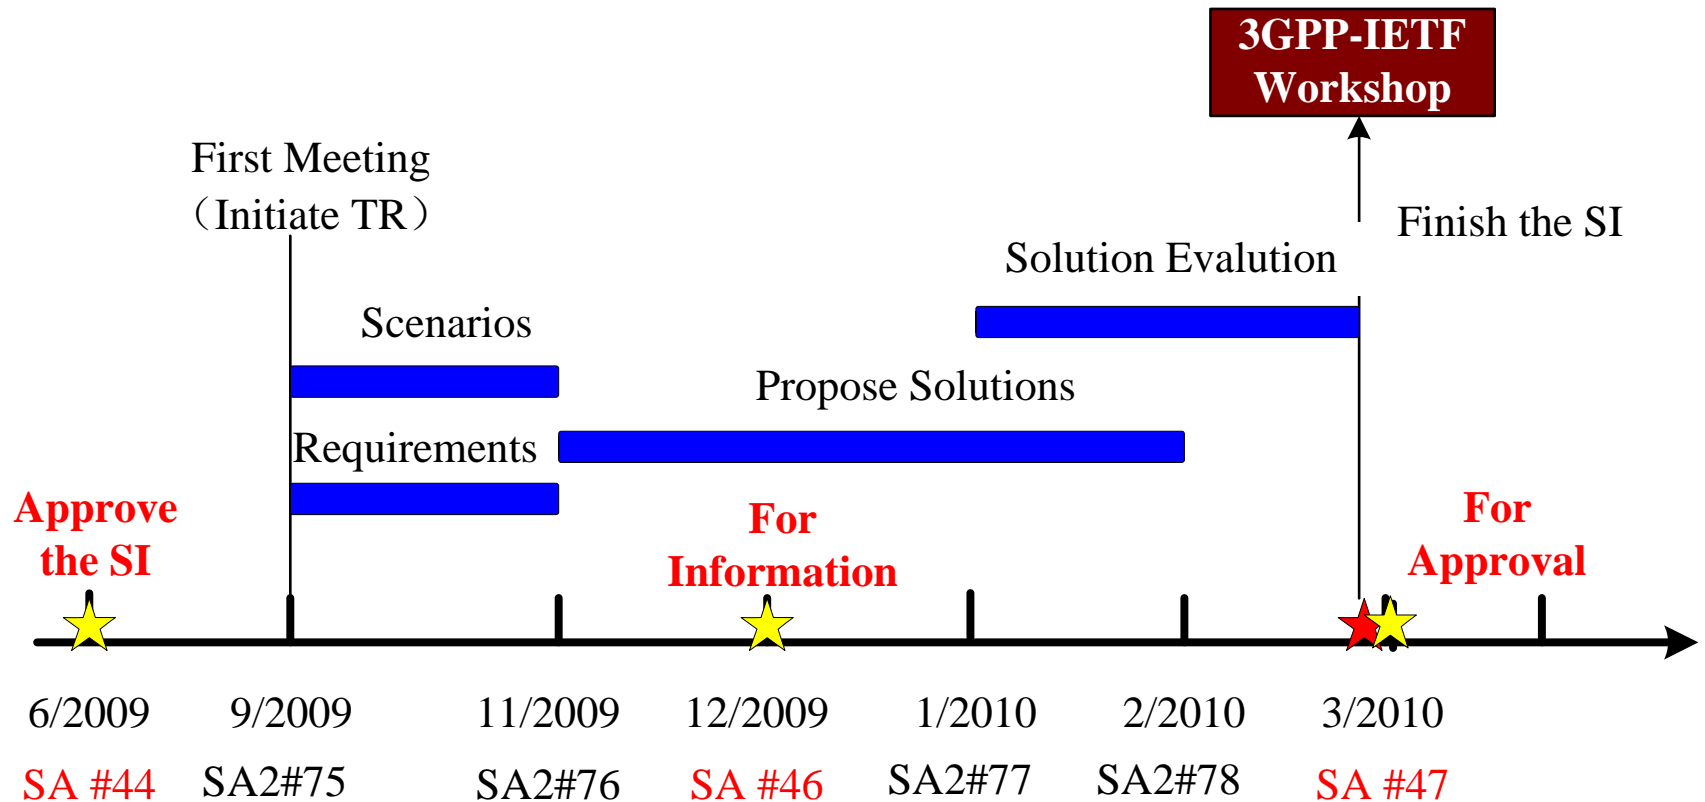 3GPP-IETF
Workshop
First Meeting
（Initiate TR）
Finish the SI
Solution Evalution
Scenarios
Propose Solutions
Requirements
Approve
the SI
For
Information
For
Approval
6/2009
9/2009
11/2009
12/2009
1/2010
2/2010
3/2010
SA #44
SA2#75
SA2#76
SA #46
SA2#77
SA2#78
SA #47